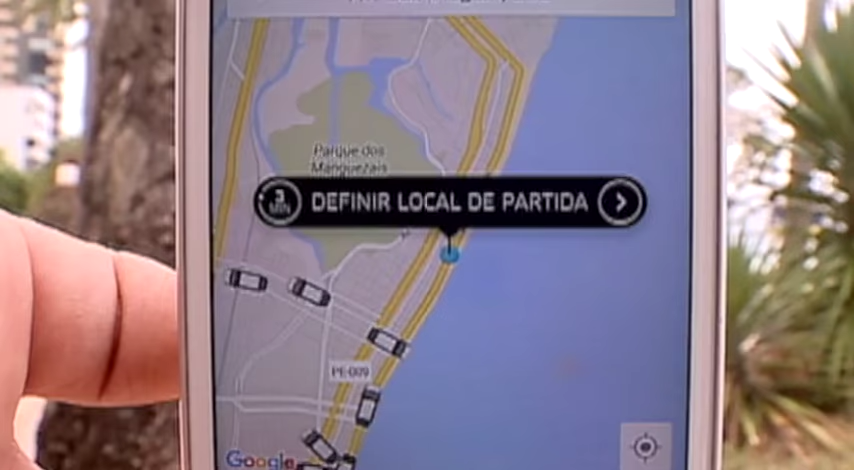 Parque dos
Manguezais
3
MIN
DEFINIR LOCAL DE PARTIDA
PE-009
Google